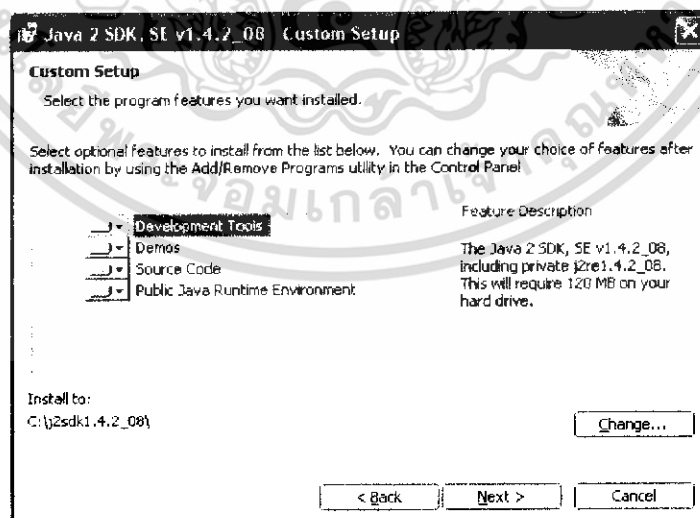 Java 2 SDK, SE v1.4.2_08 Custom Setup
Custom Setup
Select the program features you want installed.
Select optional features to install from the list below. You can change your choice of features after
installation by using the Add/Remove Programs utility in the Control Panel
Development Tools
Demos
Source Code
Public Java Runtime Environment
Feature Description
The Java 2 SDK, SE v1.4.2_08,
including private j2re1.4.2_08.
This will require 120 MB on your
hard drive.
Install to:
C:\j2sdk1.4.2_08\
Change...
< Back
Next >
Cancel